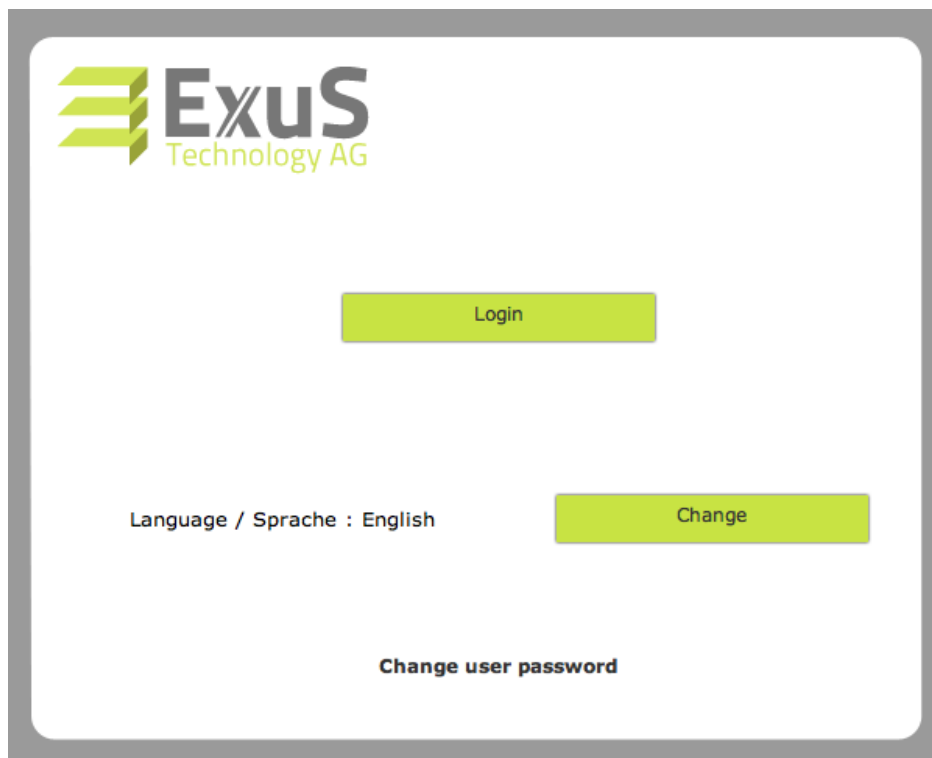 ExuS
Technology AG
Login
Language / Sprache : English
Change
Change user password